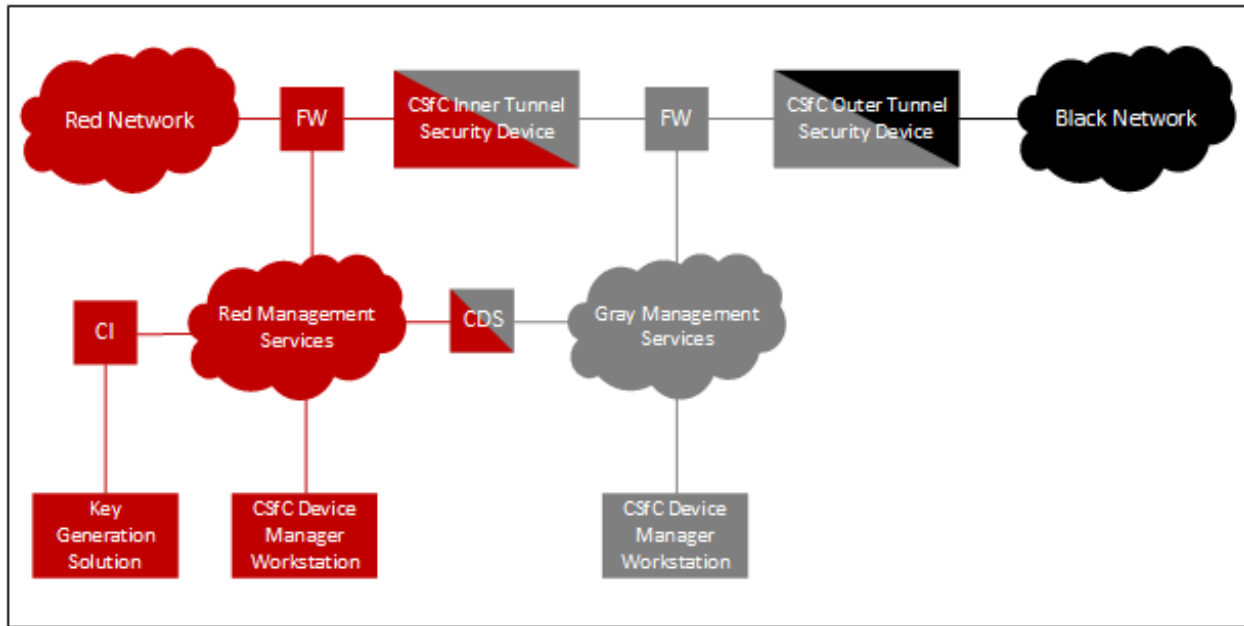 Red Network
FW
CSfC Inner Tunnel
Security Device
FW
CSfC Outer Tunnel
Security Device
Black Network
CI
Red Management
Services
CDS
Gray Management
Services
Key
Generation
Solution
CSfC Device
Manager
Workstation
CSfC Device
Manager
Workstation